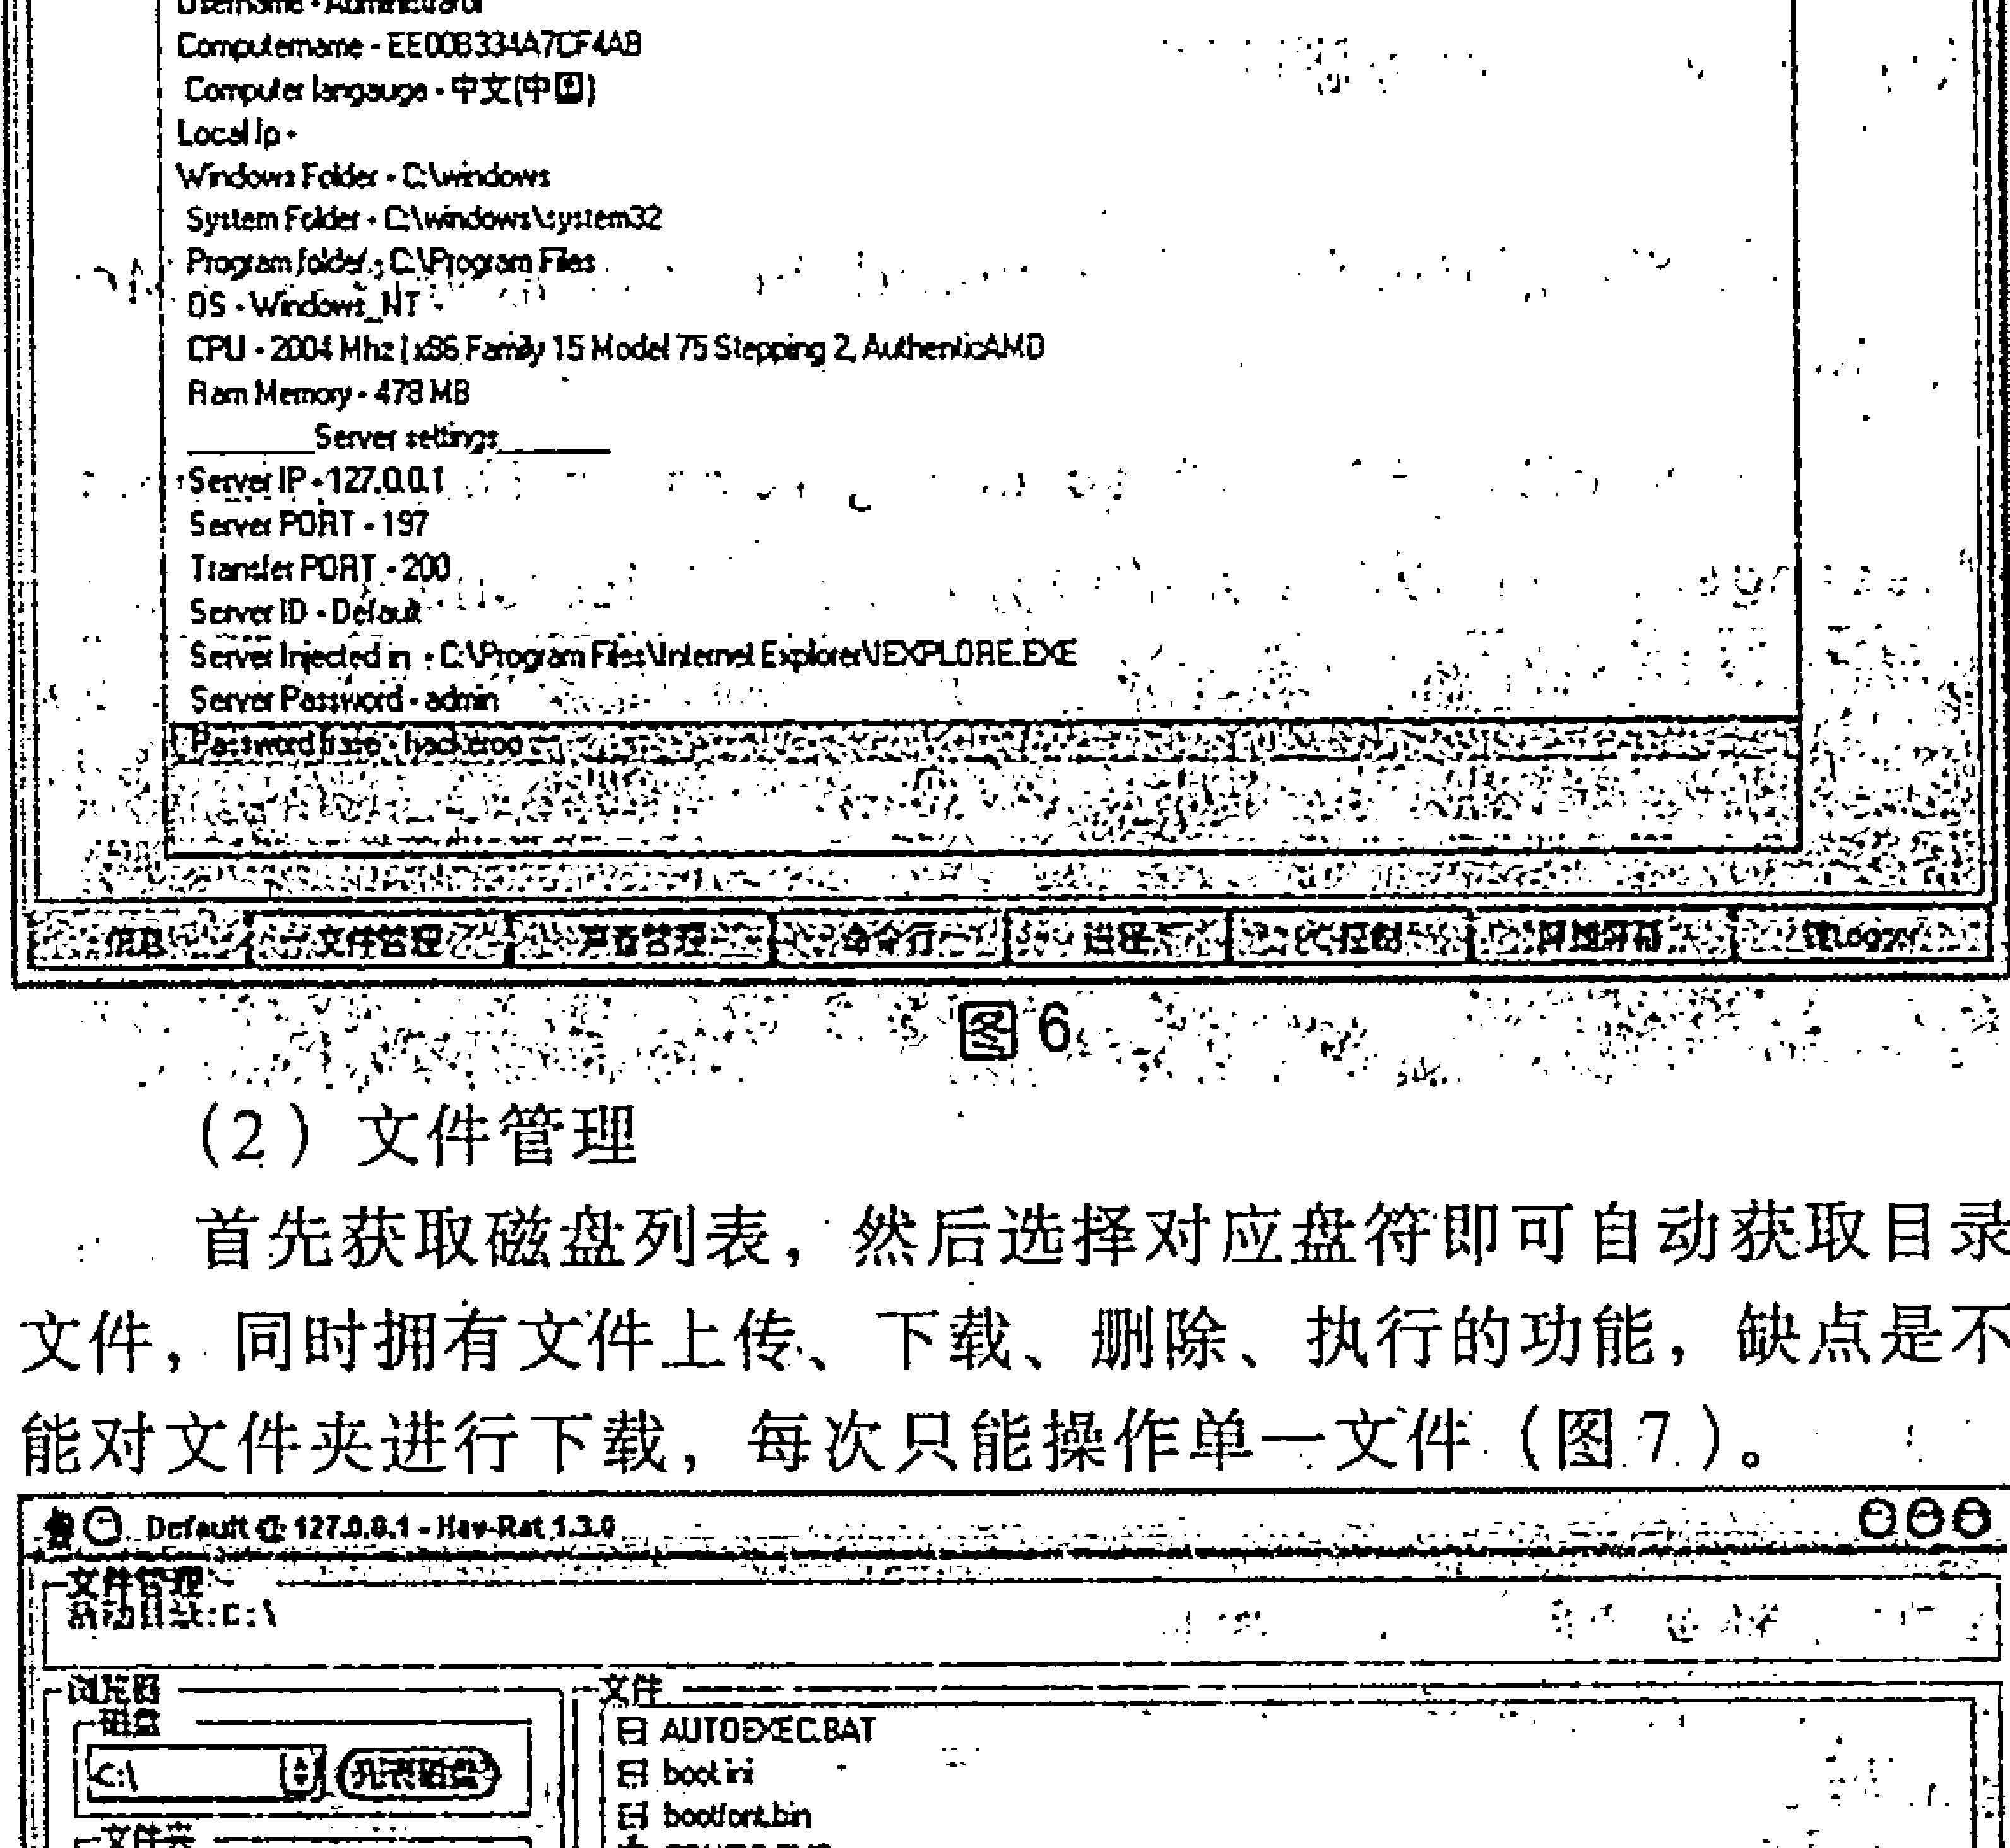 Username - Administrator
Computername - EE00B334A7CF4AB
Computer langauge - 中文(中国)
Local Ip -
Windows Folder - C:\windows
System Folder - C:\windows\system32
Program folder - C:\Program Files
OS - Windows_NT
CPU - 2004 Mhz | x86 Family 15 Model 75 Stepping 2, AuthenticAMD
Ram Memory - 478 MB
Server settings
Server IP - 127.0.0.1
Server PORT - 197
Transfer PORT - 200
Server ID - Default
Server Injected in - C:\Program Files\Internet Explorer\IEXPLORE.EXE
Server Password - admin
Password
信息 文件管理 管理 命令行 进程
图 6
（2）文件管理
首先获取磁盘列表，然后选择对应盘符即可自动获取目录
文件，同时拥有文件上传、下载、删除、执行的功能，缺点是不
能对文件夹进行下载，每次只能操作单一文件（图 7）。
Default @ 127.0.0.1 - Hav-Rat 1.3.0
文件管理
C:\
浏览器 文件
磁盘
C:\
AUTOEXEC.BAT
boot.ini
bootfont.bin